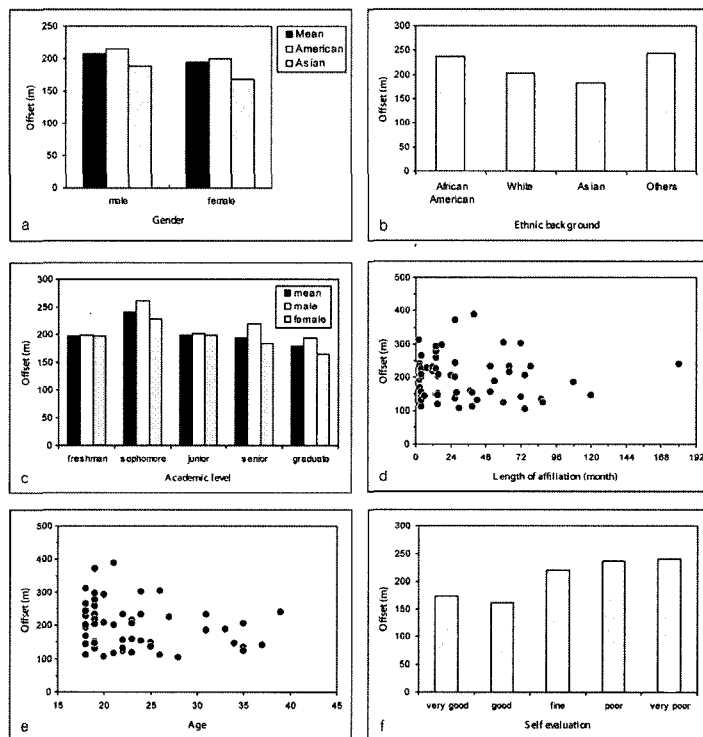 250
200
150
100
50
0
Offset (m)
Mean
American
Asian
male
female
a
Gender
300
250
200
150
100
50
0
Offset (m)
African American
White
Asian
Others
b
Ethnic background
300
250
200
150
100
50
0
Offset (m)
mean
male
female
freshman sophomore junior senior graduate
c
Academic level
500
400
300
200
100
0
Offset (m)
0 24 48 72 96 120 144 168 192
d
Length of affiliation (month)
500
400
300
200
100
0
Offset (m)
15 20 25 30 35 40 45
e
Age
300
250
200
150
100
50
0
Offset (m)
very good good fine poor very poor
f
Self evaluation